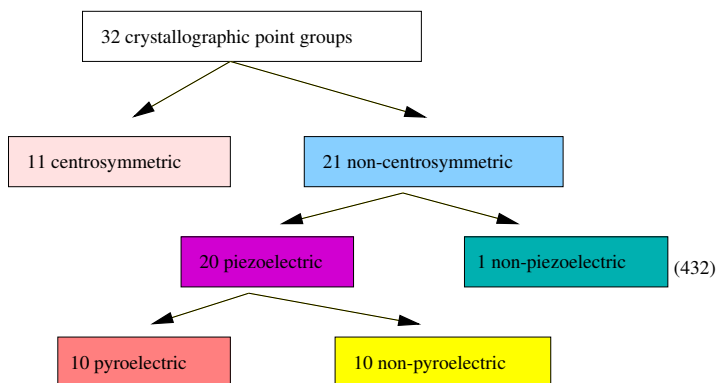 32 crystallographic point groups
11 centrosymmetric
21 non-centrosymmetric
20 piezoelectric
1 non-piezoelectric
(432)
10 pyroelectric
10 non-pyroelectric